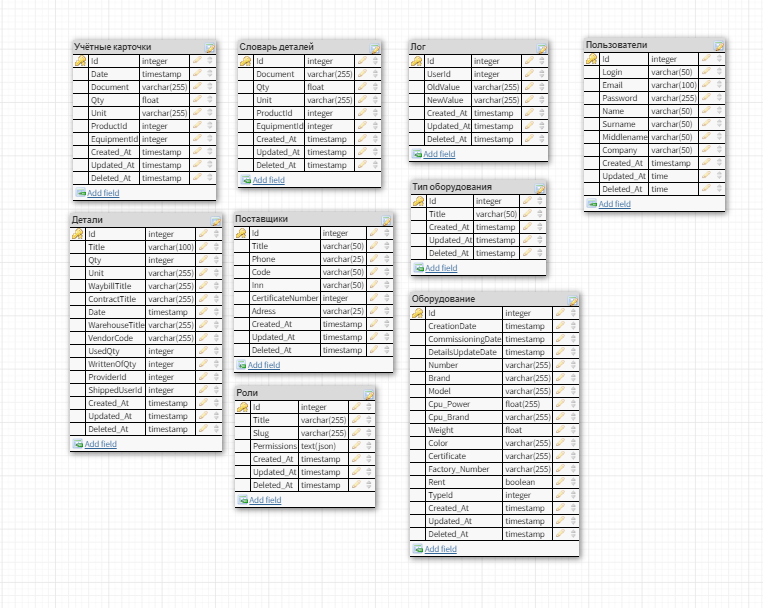 Учётные карточки
Id integer
Date timestamp
Document varchar(255)
Qty float
Unit varchar(255)
ProductId integer
EquipmentId integer
Created_At timestamp
Updated_At timestamp
Deleted_At timestamp
Add field
Словарь деталей
Id integer
Document varchar(255)
Qty float
Unit varchar(255)
ProductId integer
EquipmentId integer
Created_At timestamp
Updated_At timestamp
Deleted_At timestamp
Add field
Лог
Id integer
UserId integer
OldValue varchar(255)
NewValue varchar(255)
Created_At timestamp
Updated_At timestamp
Deleted_At timestamp
Add field
Пользователи
Id integer
Login varchar(50)
Email varchar(100)
Password varchar(255)
Name varchar(50)
Surname varchar(50)
Middlename varchar(50)
Company varchar(50)
Created_At timestamp
Updated_At time
Deleted_At time
Add field
Тип оборудования
Id integer
Title varchar(50)
Created_At timestamp
Updated_At timestamp
Deleted_At timestamp
Add field
Детали
Id integer
Title varchar(100)
Qty integer
Unit varchar(255)
WaybillTitle varchar(255)
ContractTitle varchar(255)
Date timestamp
WarehouseTitle varchar(255)
VendorCode varchar(255)
UsedQty integer
WrittenOfQty integer
ProviderId integer
ShippedUserId integer
Created_At timestamp
Updated_At timestamp
Deleted_At timestamp
Add field
Поставщики
Id integer
Title varchar(50)
Phone varchar(25)
Code varchar(50)
Inn varchar(50)
CertificateNumber integer
Adress varchar(25)
Created_At timestamp
Updated_At timestamp
Deleted_At timestamp
Add field
Роли
Id integer
Title varchar(255)
Slug varchar(255)
Permissions text(json)
Created_At timestamp
Updated_At timestamp
Deleted_At timestamp
Add field
Оборудование
Id integer
CreationDate timestamp
CommissioningDate timestamp
DetailsUpdateDate timestamp
Number varchar(255)
Brand varchar(255)
Model varchar(255)
Cpu_Power float(255)
Cpu_Brand varchar(255)
Weight float
Color varchar(255)
Certificate varchar(255)
Factory_Number varchar(255)
Rent boolean
TypeId integer
Created_At timestamp
Updated_At timestamp
Deleted_At timestamp
Add field